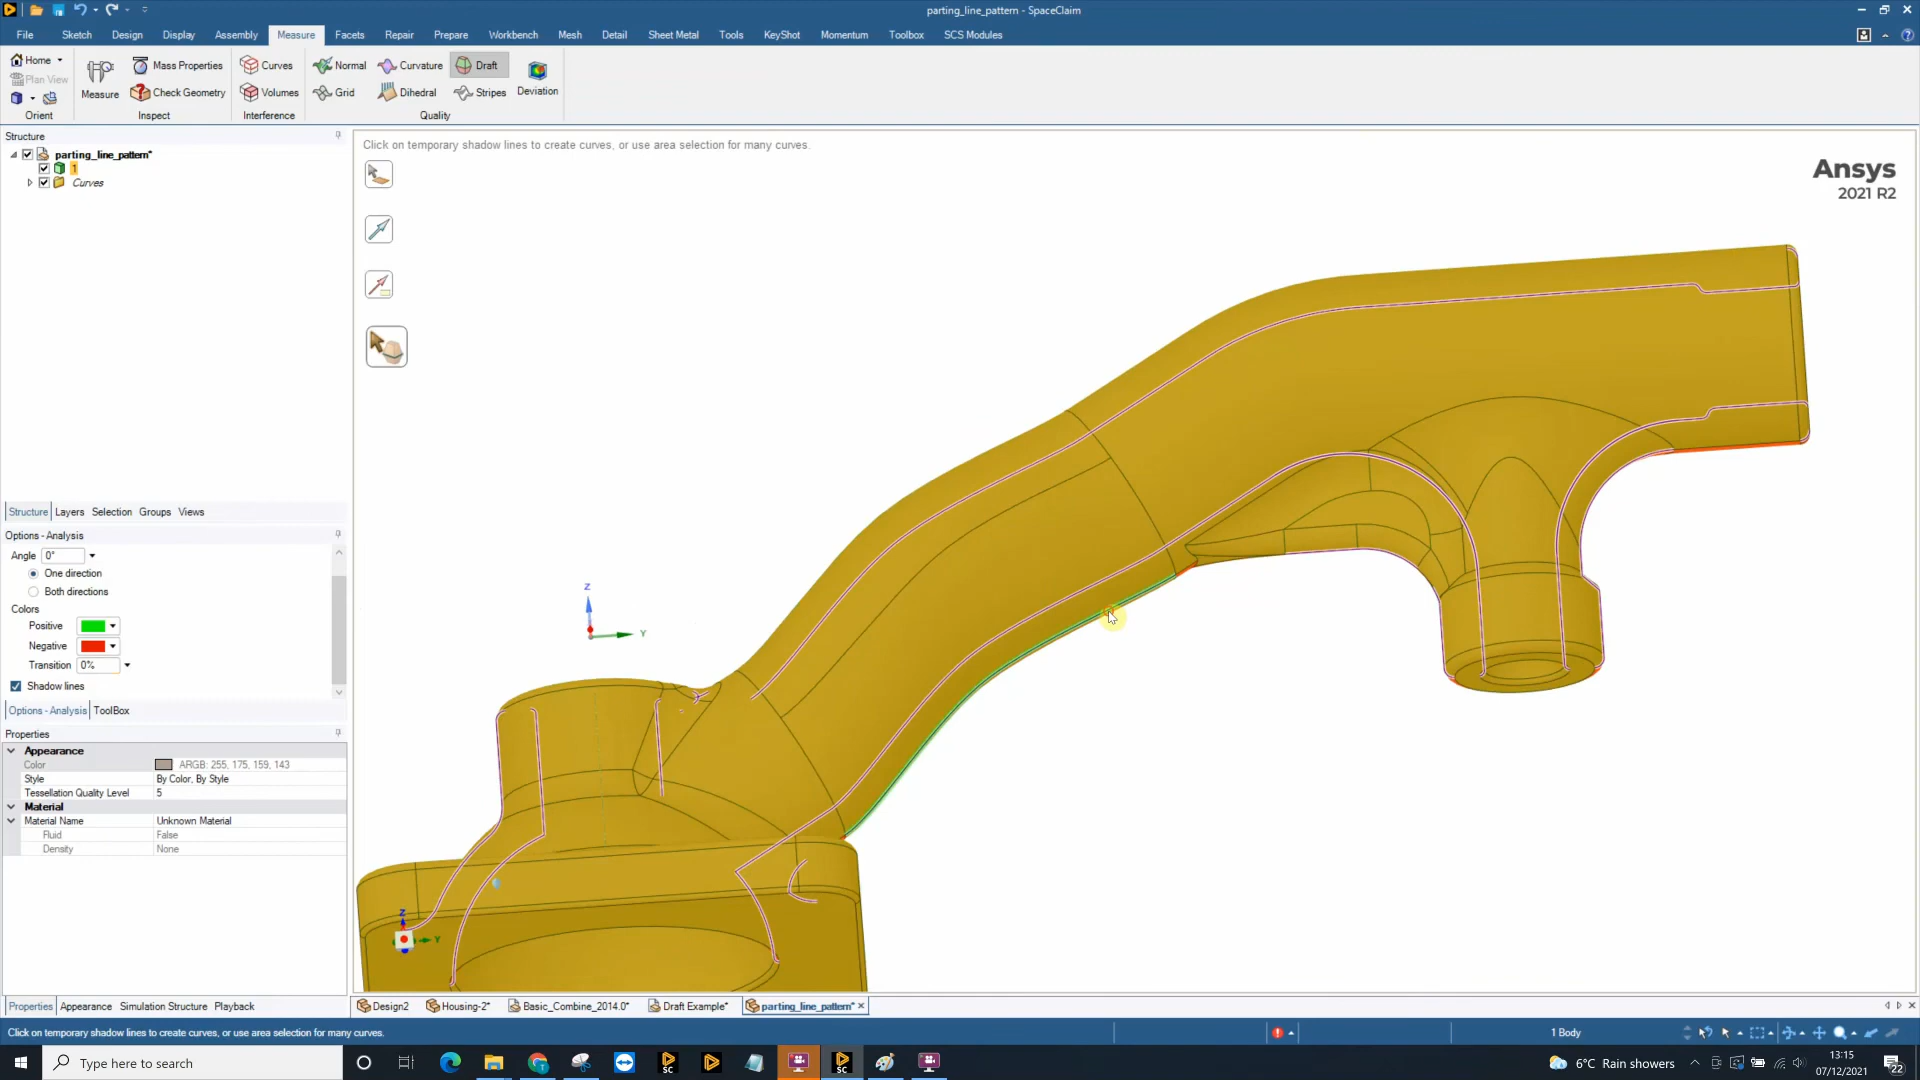 parting_line_pattern - SpaceClaim
File Sketch Design Display Assembly Measure Facets Repair Prepare Workbench Mesh Detail Sheet Metal Tools KeyShot Momentum Toolbox SCS Modules
Home
Plan View
Orient
Measure
Mass Properties
Check Geometry
Inspect
Curves
Volumes
Interference
Normal Curvature Draft
Grid Dihedral Stripes
Deviation
Quality
Structure
parting_line_pattern*
1
Curves
Structure Layers Selection Groups Views
Options - Analysis
Angle 0°
One direction
Both directions
Colors
Positive
Negative
Transition 0%
Shadow lines
Options - Analysis ToolBox
Properties
Appearance
Color ARGB: 255, 175, 159, 143
Style By Color, By Style
Tessellation Quality Level 5
Material
Material Name Unknown Material
Fluid False
Density None
Properties Appearance Simulation Structure Playback
Click on temporary shadow lines to create curves, or use area selection for many curves.
Ansys
2021 R2
Z
Y
Z
Y
Design2 Housing-2* Basic_Combine_2014.0* Draft Example* parting_line_pattern*
Click on temporary shadow lines to create curves, or use area selection for many curves.
1 Body
Type here to search
SC
SC
6°C Rain showers
13:15
07/12/2021
22